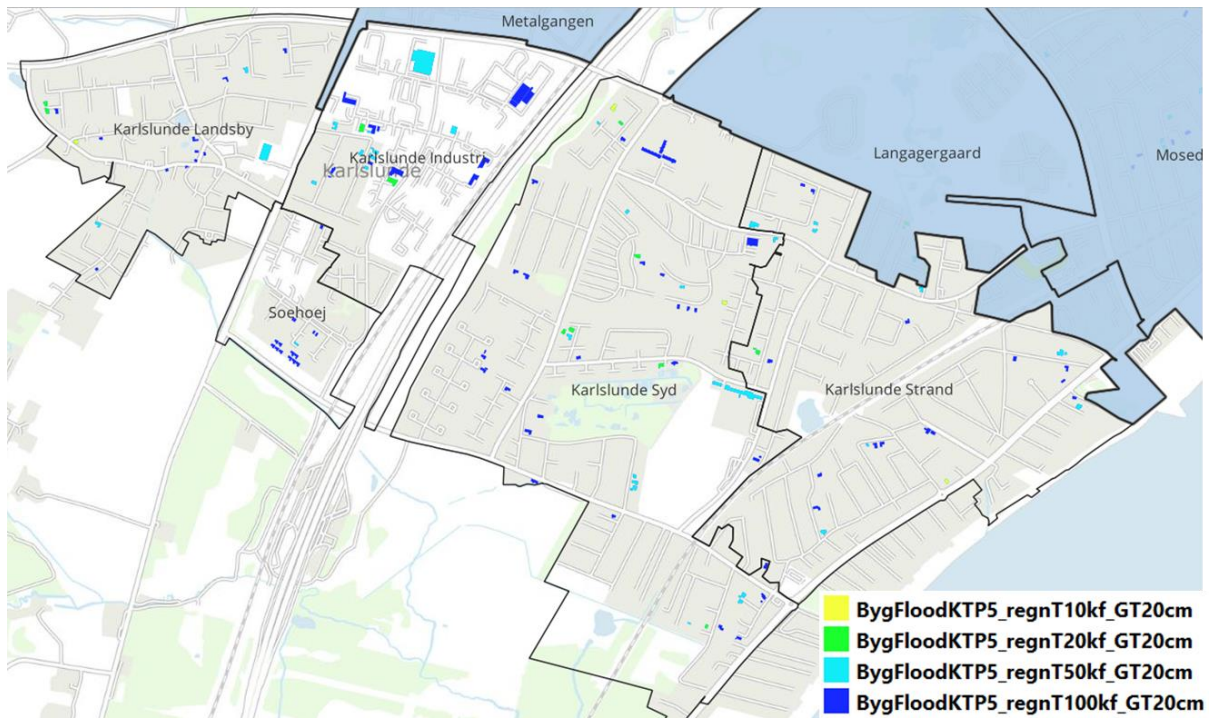 Metalgangen
Karlslunde Landsby
Karlslunde Industri
Karlslunde
Langagergaard
Mosed
Soehoej
Karlslunde Syd
Karlslunde Strand
BygFloodKTP5_regnT10kf_GT20cm
BygFloodKTP5_regnT20kf_GT20cm
BygFloodKTP5_regnT50kf_GT20cm
BygFloodKTP5_regnT100kf_GT20cm